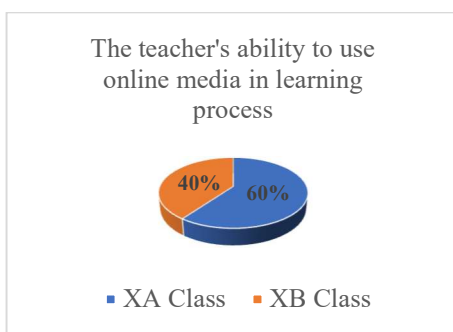 The teacher's ability to use
online media in learning
process
40%
60%
XA Class XB Class